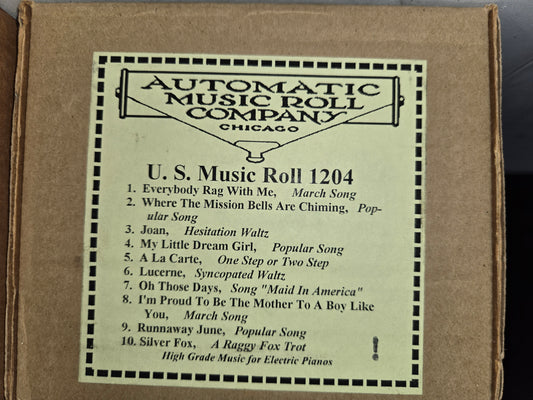 AUTOMATIC
MUSIC ROLL
COMPANY
CHICAGO
U. S. Music Roll 1204
1. Everybody Rag With Me, March Song
2. Where The Mission Bells Are Chiming, Pop-
ular Song
3. Joan, Hesitation Waltz
4. My Little Dream Girl, Popular Song
5. A La Carte, One Step or Two Step
6. Lucerne, Syncopated Waltz
7. Oh Those Days, Song "Maid In America"
8. I'm Proud To Be The Mother To A Boy Like
You, March Song
9. Runnaway June, Popular Song
10. Silver Fox, A Raggy Fox Trot
High Grade Music for Electric Pianos
!